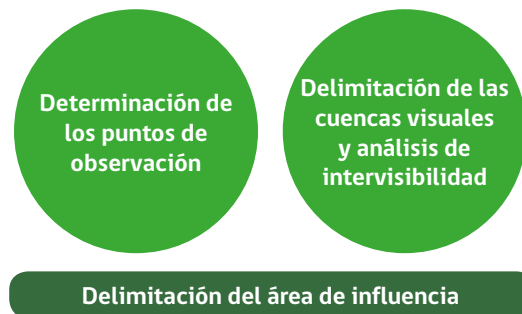 Determinación de
los puntos de
observación
Delimitación de las
cuencas visuales
y análisis de
intervisibilidad
Delimitación del área de influencia